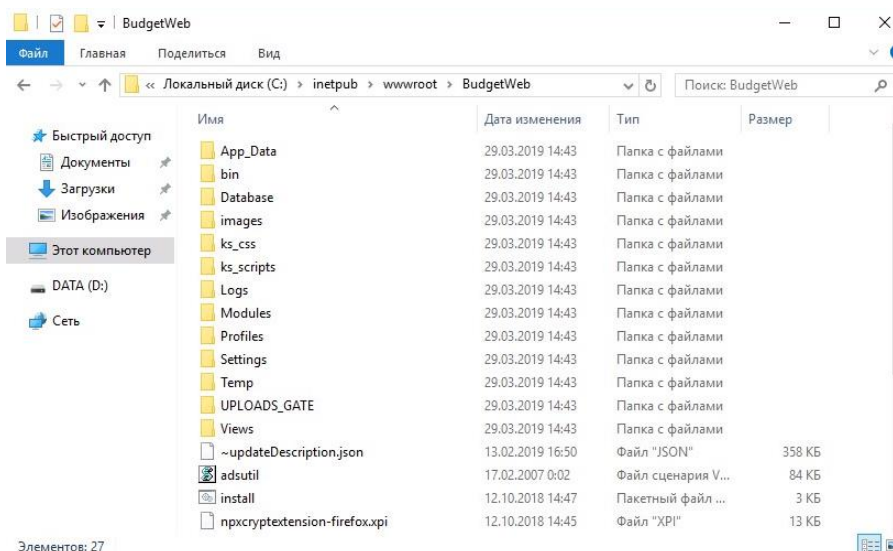 BudgetWeb
Файл Главная Поделиться Вид
« Локальный диск (C:) › inetpub › wwwroot › BudgetWeb Поиск: BudgetWeb
Имя Дата изменения Тип Размер
Быстрый доступ
Документы
Загрузки
Изображения
Этот компьютер
DATA (D:)
Сеть
App_Data 29.03.2019 14:43 Папка с файлами
bin 29.03.2019 14:43 Папка с файлами
Database 29.03.2019 14:43 Папка с файлами
images 29.03.2019 14:43 Папка с файлами
ks_css 29.03.2019 14:43 Папка с файлами
ks_scripts 29.03.2019 14:43 Папка с файлами
Logs 29.03.2019 14:43 Папка с файлами
Modules 29.03.2019 14:43 Папка с файлами
Profiles 29.03.2019 14:43 Папка с файлами
Settings 29.03.2019 14:43 Папка с файлами
Temp 29.03.2019 14:43 Папка с файлами
UPLOADS_GATE 29.03.2019 14:43 Папка с файлами
Views 29.03.2019 14:43 Папка с файлами
~updateDescription.json 13.02.2019 16:50 Файл "JSON" 358 КБ
adsutil 17.02.2007 0:02 Файл сценария V... 84 КБ
install 12.10.2018 14:47 Пакетный файл ... 3 КБ
npxcryptextension-firefox.xpi 12.10.2018 14:45 Файл "XPI" 13 КБ
Элементов: 27